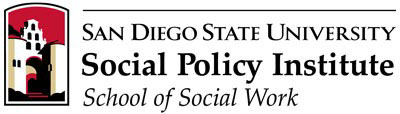 SAN DIEGO STATE UNIVERSITY
Social Policy Institute
School of Social Work